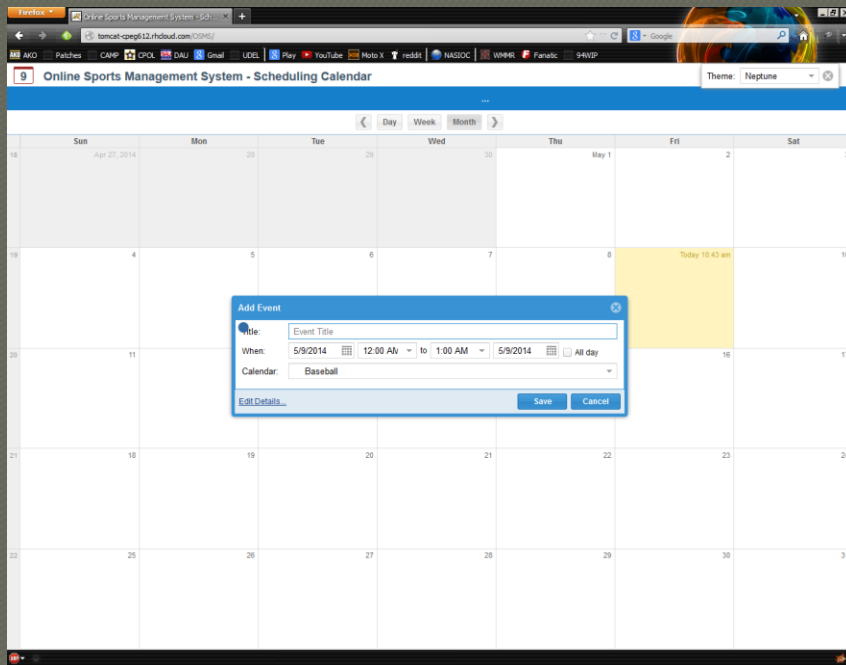 Firefox
Online Sports Management System - Sch...
tomcat-cpeg612.rhcloud.com/OSMS/
Google
AKO Patches CAMP CPOL DAU Gmail UDEL Play YouTube Moto X reddit NASIOC WMMR Fanatic 94WIP
9 Online Sports Management System - Scheduling Calendar
Theme: Neptune
...
Day Week Month
Sun Mon Tue Wed Thu Fri Sat
18 Apr 27, 2014 28 29 30 May 1 2
19 4 5 6 7 8 Today 10:43 am
Add Event
Title: Event Title
When: 5/9/2014 12:00 AM to 1:00 AM 5/9/2014 All day
Calendar: Baseball
Edit Details... Save Cancel
20 11 16
21 18 19 20 21 22 23
22 25 26 27 28 29 30